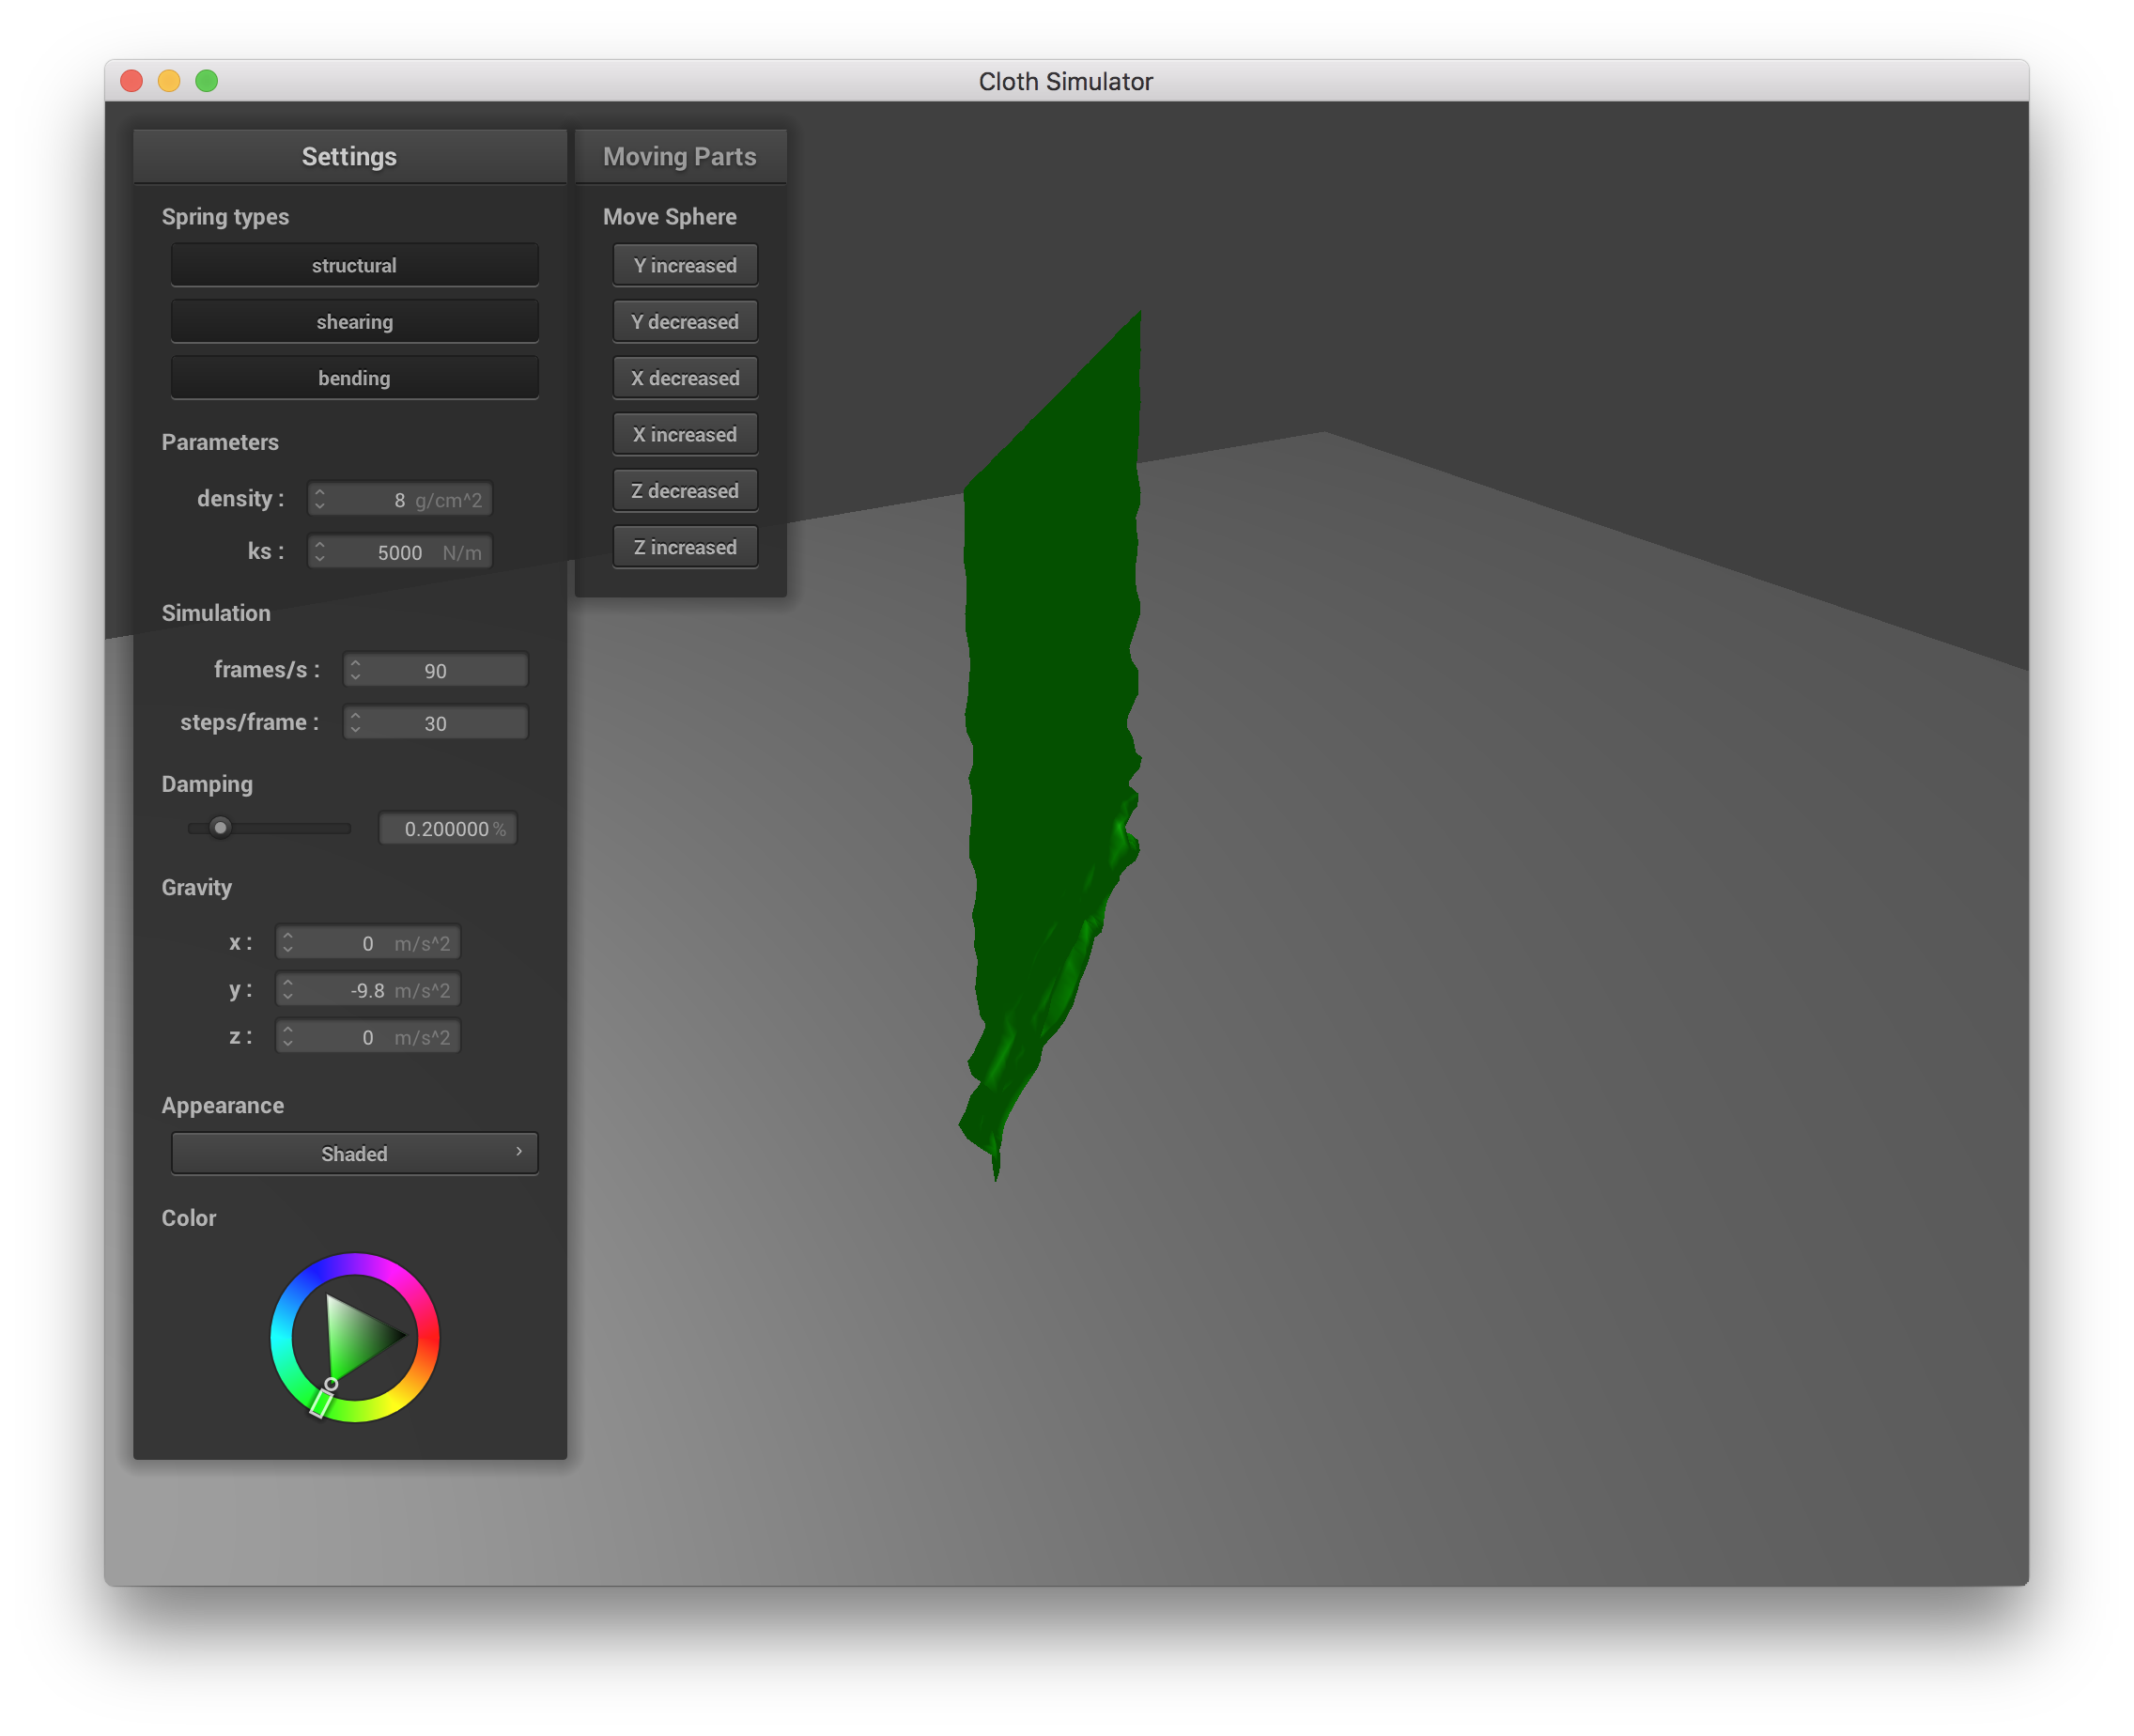 Cloth Simulator
Settings
Spring types
structural
shearing
bending
Parameters
density : 8 g/cm^2
ks : 5000 N/m
Simulation
frames/s : 90
steps/frame : 30
Damping
0.200000 %
Gravity
x : 0 m/s^2
y : -9.8 m/s^2
z : 0 m/s^2
Appearance
Shaded
Color
Moving Parts
Move Sphere
Y increased
Y decreased
X decreased
X increased
Z decreased
Z increased